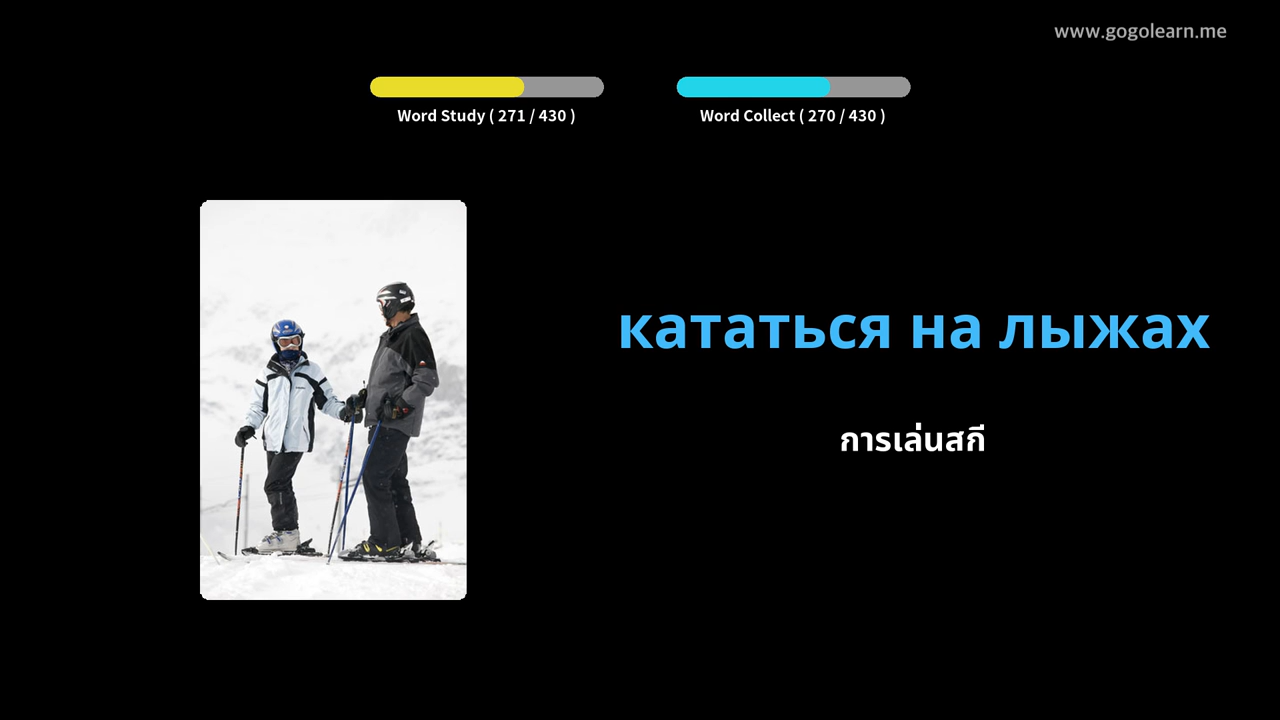 www.gogolearn.me
Word Study ( 271 / 430 )
Word Collect ( 270 / 430 )
кататься на лыжах
การเล่นสกี